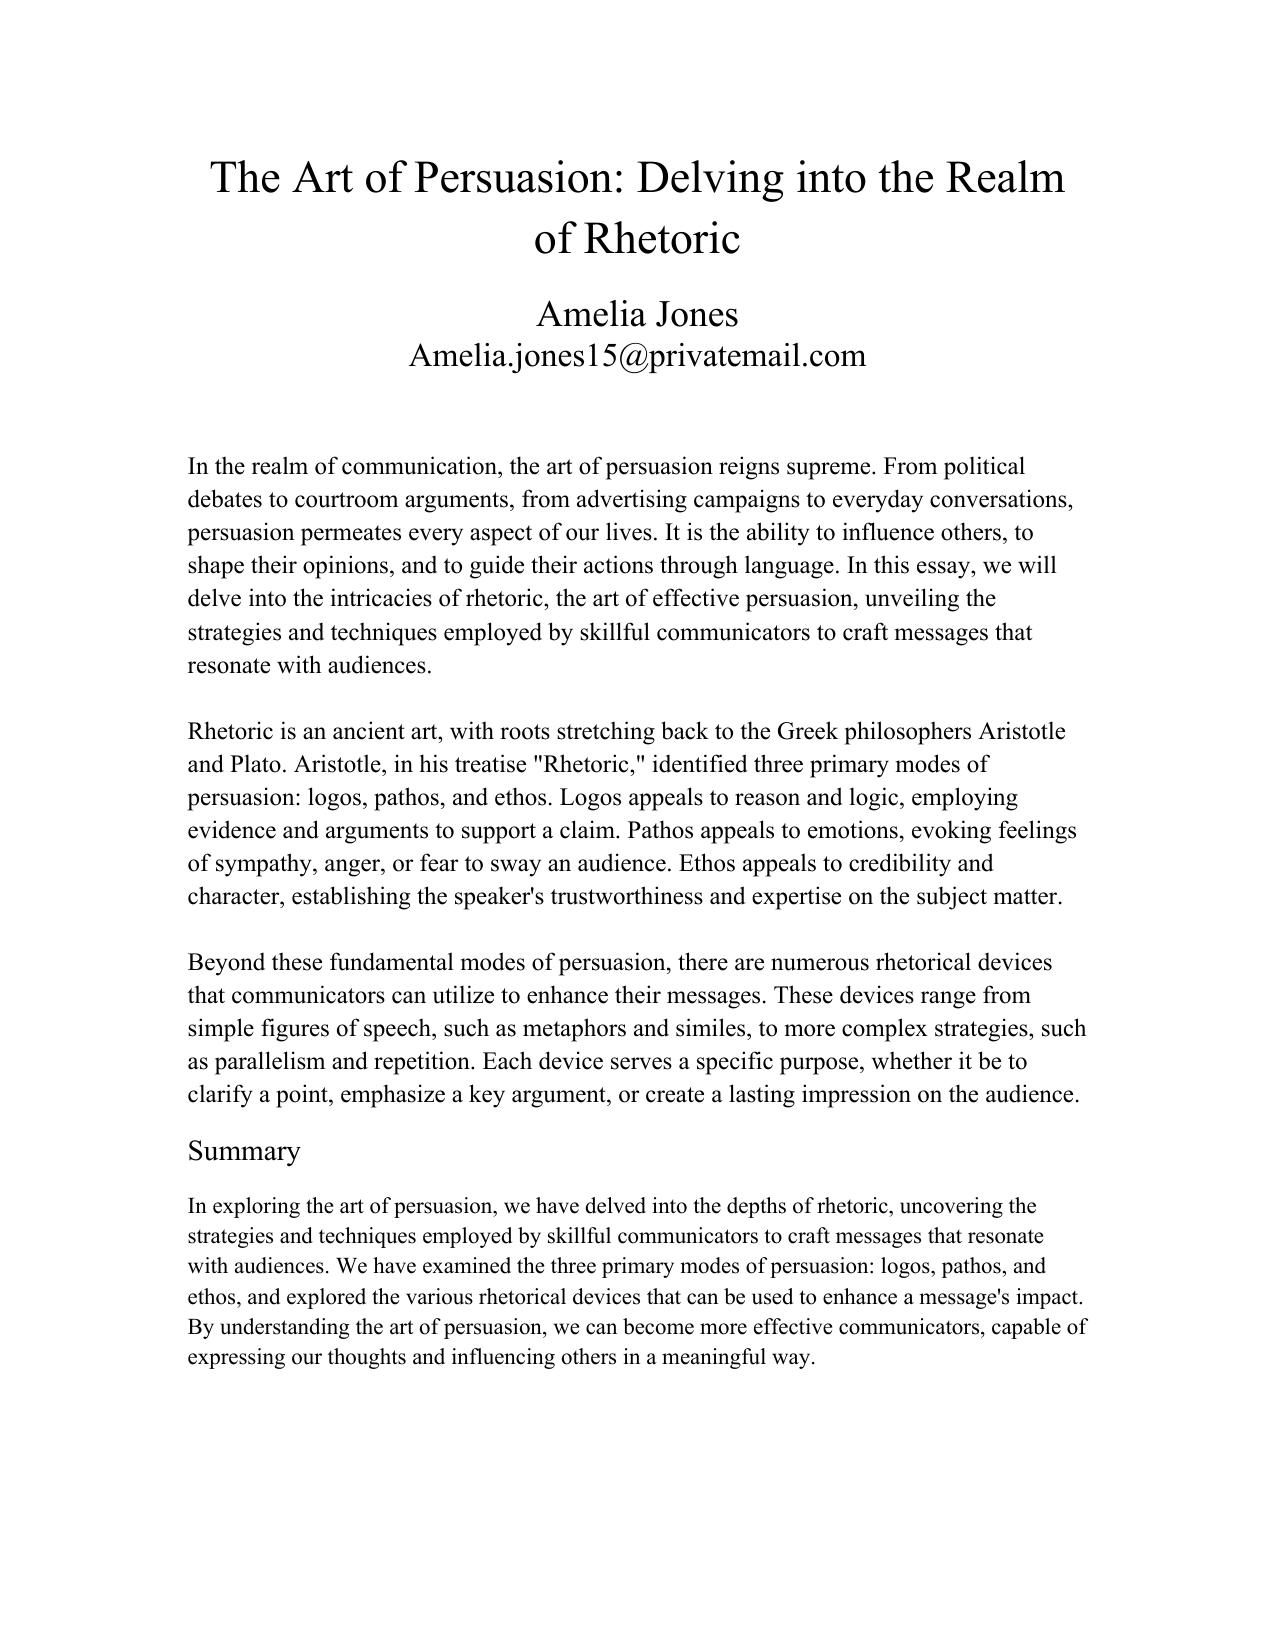 The Art of Persuasion: Delving into the Realm
of Rhetoric
Amelia Jones
Amelia.jones15@privatemail.com
In the realm of communication, the art of persuasion reigns supreme. From political
debates to courtroom arguments, from advertising campaigns to everyday conversations,
persuasion permeates every aspect of our lives. It is the ability to influence others, to
shape their opinions, and to guide their actions through language. In this essay, we will
delve into the intricacies of rhetoric, the art of effective persuasion, unveiling the
strategies and techniques employed by skillful communicators to craft messages that
resonate with audiences.
Rhetoric is an ancient art, with roots stretching back to the Greek philosophers Aristotle
and Plato. Aristotle, in his treatise "Rhetoric," identified three primary modes of
persuasion: logos, pathos, and ethos. Logos appeals to reason and logic, employing
evidence and arguments to support a claim. Pathos appeals to emotions, evoking feelings
of sympathy, anger, or fear to sway an audience. Ethos appeals to credibility and
character, establishing the speaker's trustworthiness and expertise on the subject matter.
Beyond these fundamental modes of persuasion, there are numerous rhetorical devices
that communicators can utilize to enhance their messages. These devices range from
simple figures of speech, such as metaphors and similes, to more complex strategies, such
as parallelism and repetition. Each device serves a specific purpose, whether it be to
clarify a point, emphasize a key argument, or create a lasting impression on the audience.
Summary
In exploring the art of persuasion, we have delved into the depths of rhetoric, uncovering the
strategies and techniques employed by skillful communicators to craft messages that resonate
with audiences. We have examined the three primary modes of persuasion: logos, pathos, and
ethos, and explored the various rhetorical devices that can be used to enhance a message's impact.
By understanding the art of persuasion, we can become more effective communicators, capable of
expressing our thoughts and influencing others in a meaningful way.